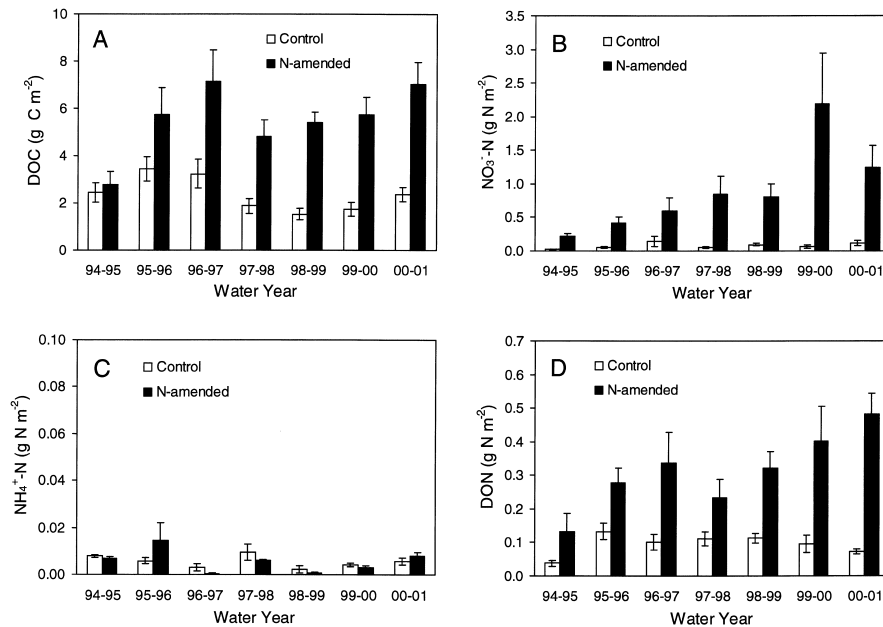 A
Control
N-amended
DOC (g C m⁻²)
10
8
6
4
2
0
94-95 95-96 96-97 97-98 98-99 99-00 00-01
Water Year
B
Control
N-amended
NO₃⁻-N (g N m⁻²)
3.5
3.0
2.5
2.0
1.5
1.0
0.5
0.0
94-95 95-96 96-97 97-98 98-99 99-00 00-01
Water Year
C
Control
N-amended
NH₄⁺-N (g N m⁻²)
0.10
0.08
0.06
0.04
0.02
0.00
94-95 95-96 96-97 97-98 98-99 99-00 00-01
Water Year
D
Control
N-amended
DON (g N m⁻²)
0.7
0.6
0.5
0.4
0.3
0.2
0.1
0.0
94-95 95-96 96-97 97-98 98-99 99-00 00-01
Water Year